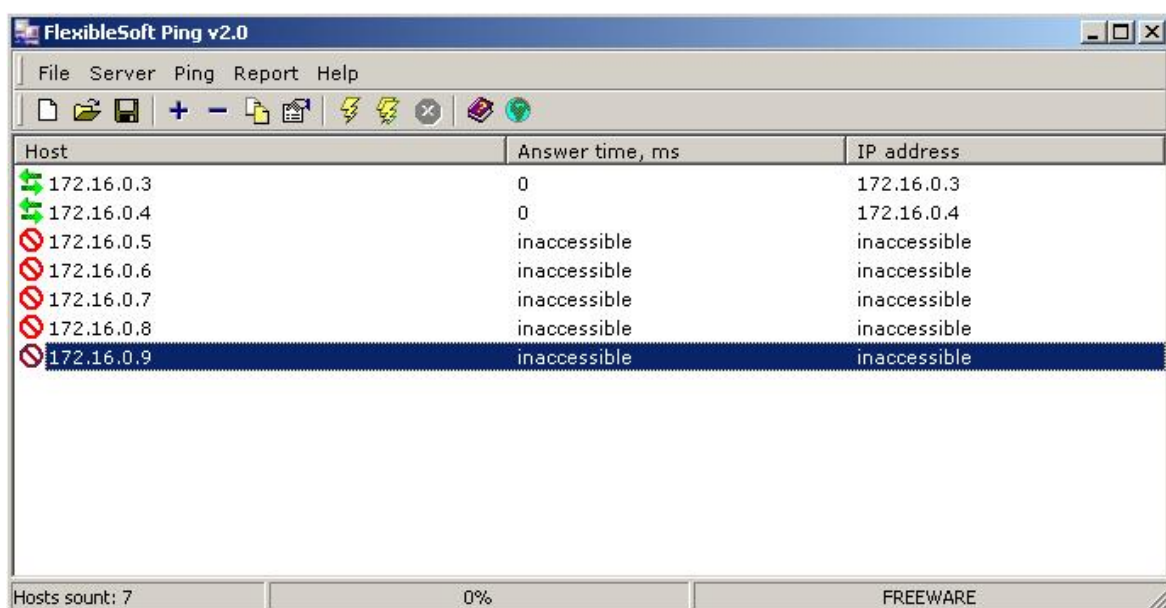 FlexibleSoft Ping v2.0
File Server Ping Report Help
Host Answer time, ms IP address
172.16.0.3 0 172.16.0.3
172.16.0.4 0 172.16.0.4
172.16.0.5 inaccessible inaccessible
172.16.0.6 inaccessible inaccessible
172.16.0.7 inaccessible inaccessible
172.16.0.8 inaccessible inaccessible
172.16.0.9 inaccessible inaccessible
Hosts sount: 7 0% FREEWARE